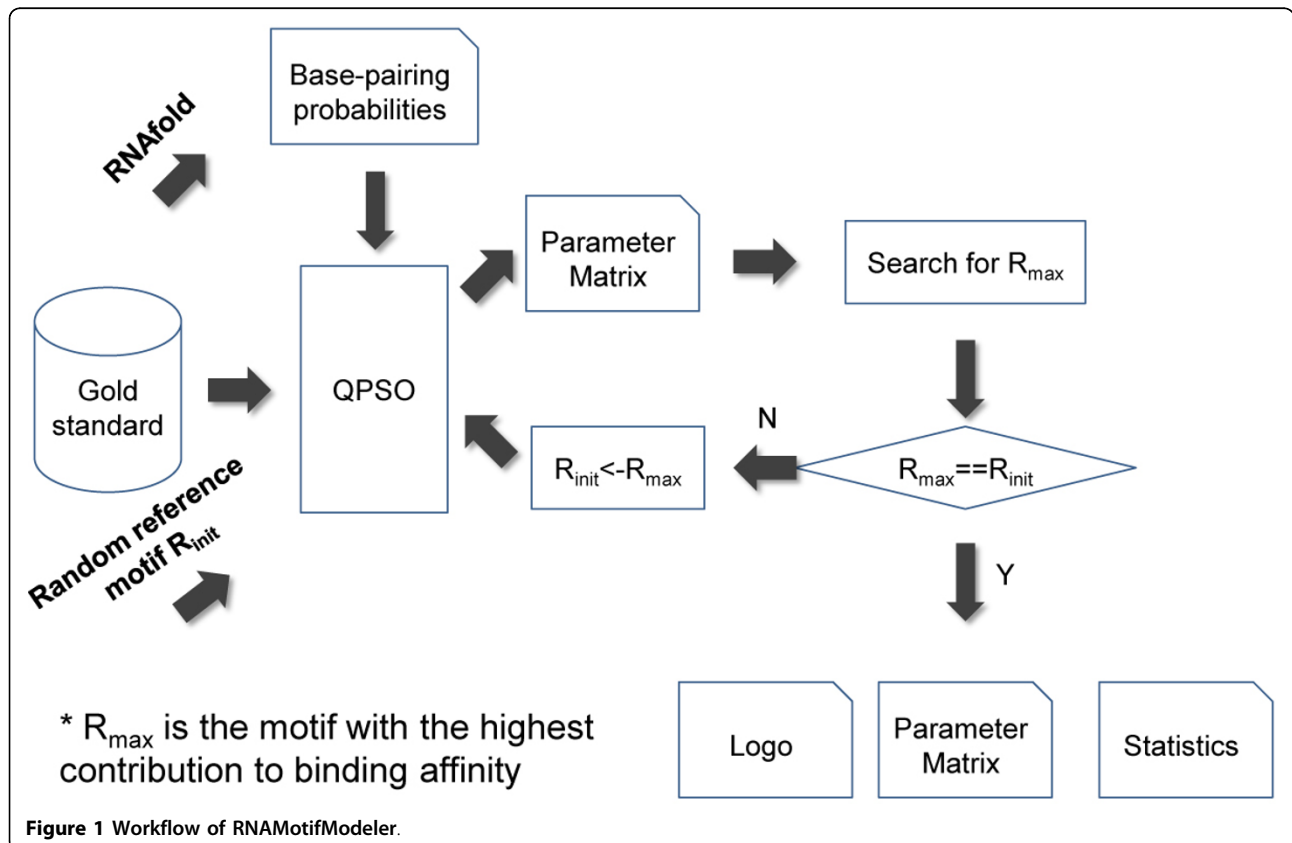 Base-pairing
probabilities
RNAfold
Parameter
Matrix
Search for Rmax
Gold
standard
QPSO
N
Rinit<-Rmax
Rmax==Rinit
Random reference
motif Rinit
Y
* Rmax is the motif with the highest
contribution to binding affinity
Logo
Parameter
Matrix
Statistics
Figure 1 Workflow of RNAMotifModeler.